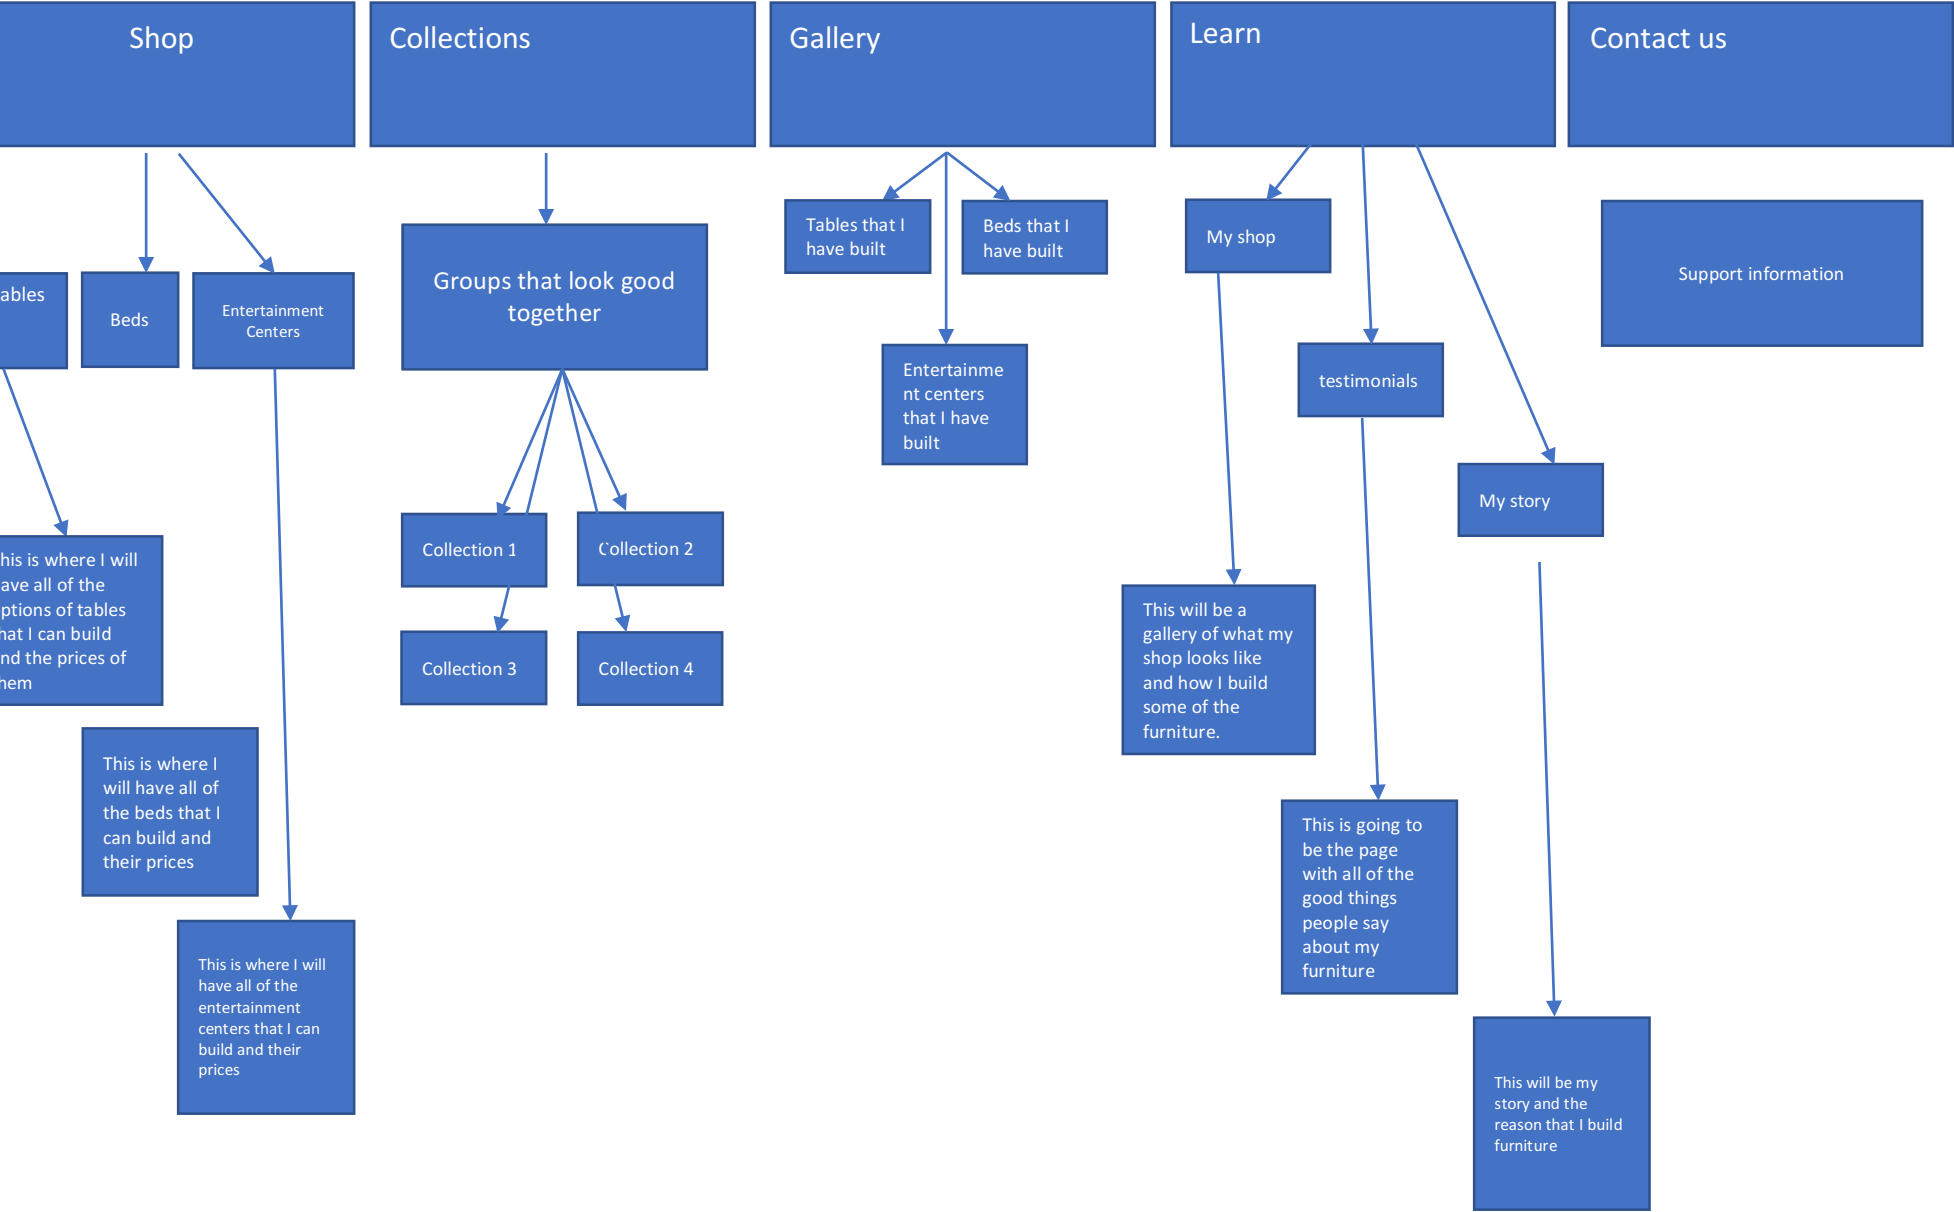 Shop
Collections
Gallery
Learn
Contact us
ables
Beds
Entertainment
Centers
Groups that look good
together
Tables that I
have built
Beds that I
have built
Entertainme
nt centers
that I have
built
My shop
testimonials
My story
Support information
Collection 1
Collection 2
Collection 3
Collection 4
his is where I will
ave all of the
ptions of tables
hat I can build
nd the prices of
hem
This is where I
will have all of
the beds that I
can build and
their prices
This is where I will
have all of the
entertainment
centers that I can
build and their
prices
This will be a
gallery of what my
shop looks like
and how I build
some of the
furniture.
This is going to
be the page
with all of the
good things
people say
about my
furniture
This will be my
story and the
reason that I build
furniture